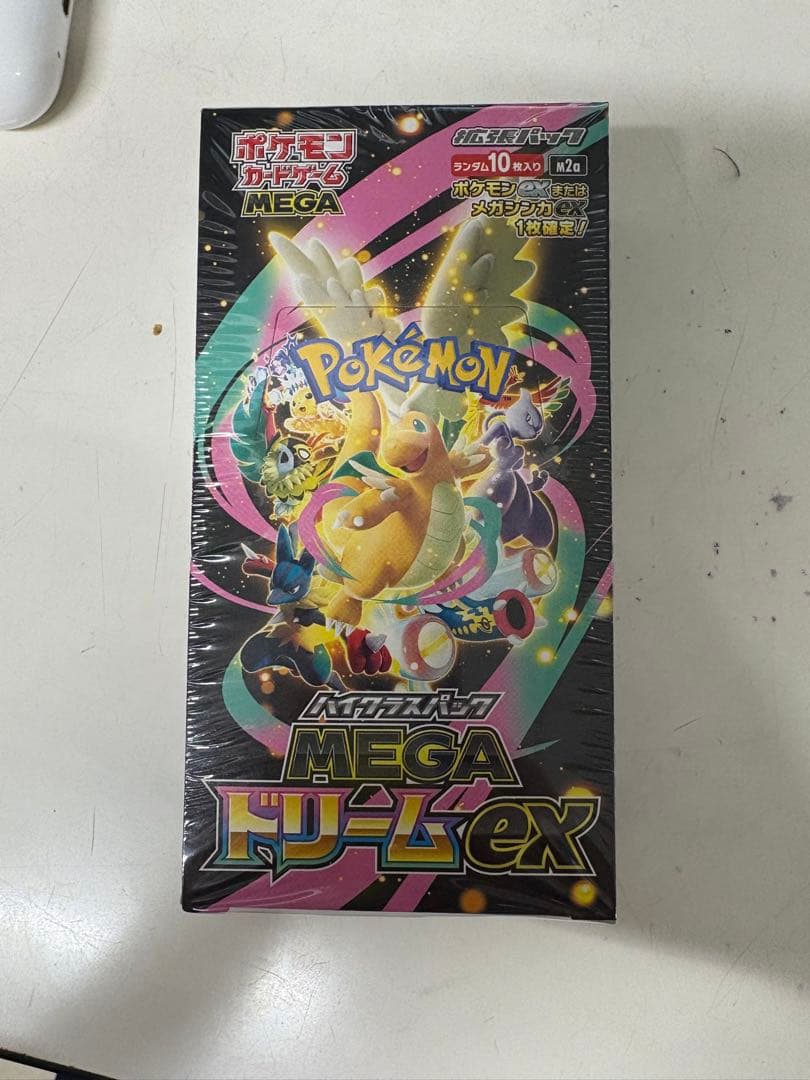 ポケモン
カードゲーム
MEGA
拡張パック
ランダム10枚入り
M2a
ポケモンexまたは
メガシンカex
1枚確定!
POKéMON
TM
ハイクラスパック
MEGA
ドリームex